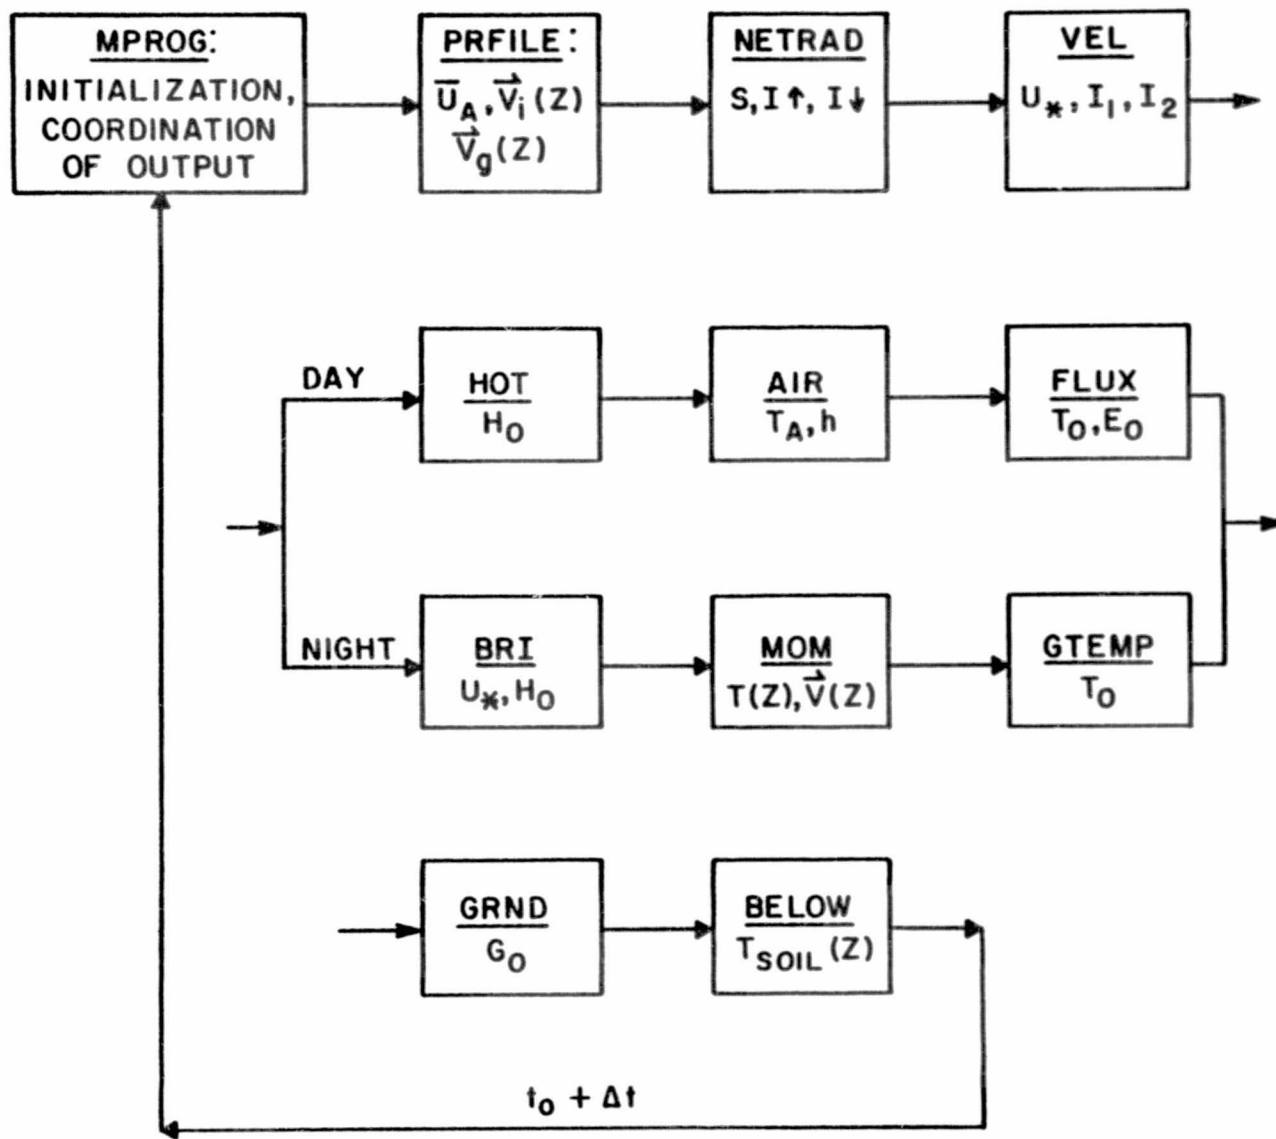 MPROG:
INITIALIZATION,
COORDINATION
OF OUTPUT
PRFILE:
U̅_A, V⃗_i(Z)
V⃗_g(Z)
NETRAD
S, I↑, I↓
VEL
U_*, I_1, I_2
DAY
HOT
H_O
AIR
T_A, h
FLUX
T_O, E_O
NIGHT
BRI
U_*, H_O
MOM
T(Z), V⃗(Z)
GTEMP
T_O
GRND
G_O
BELOW
T_SOIL(Z)
t_o + Δt